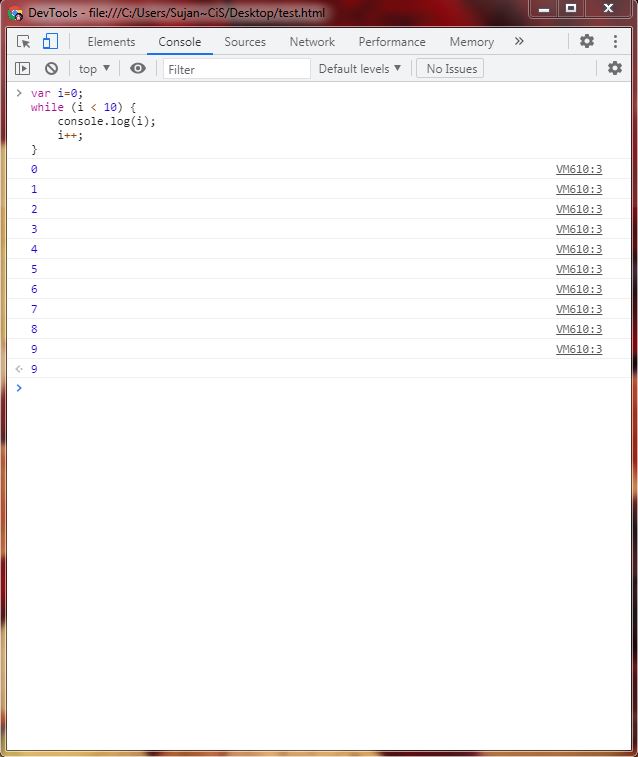 DevTools - file:///C:/Users/Sujan~CiS/Desktop/test.html
Elements Console Sources Network Performance Memory »
top ▼ Filter Default levels ▼ No Issues
> var i=0;
while (i < 10) {
    console.log(i);
    i++;
}
0 VM610:3
1 VM610:3
2 VM610:3
3 VM610:3
4 VM610:3
5 VM610:3
6 VM610:3
7 VM610:3
8 VM610:3
9 VM610:3
9
>